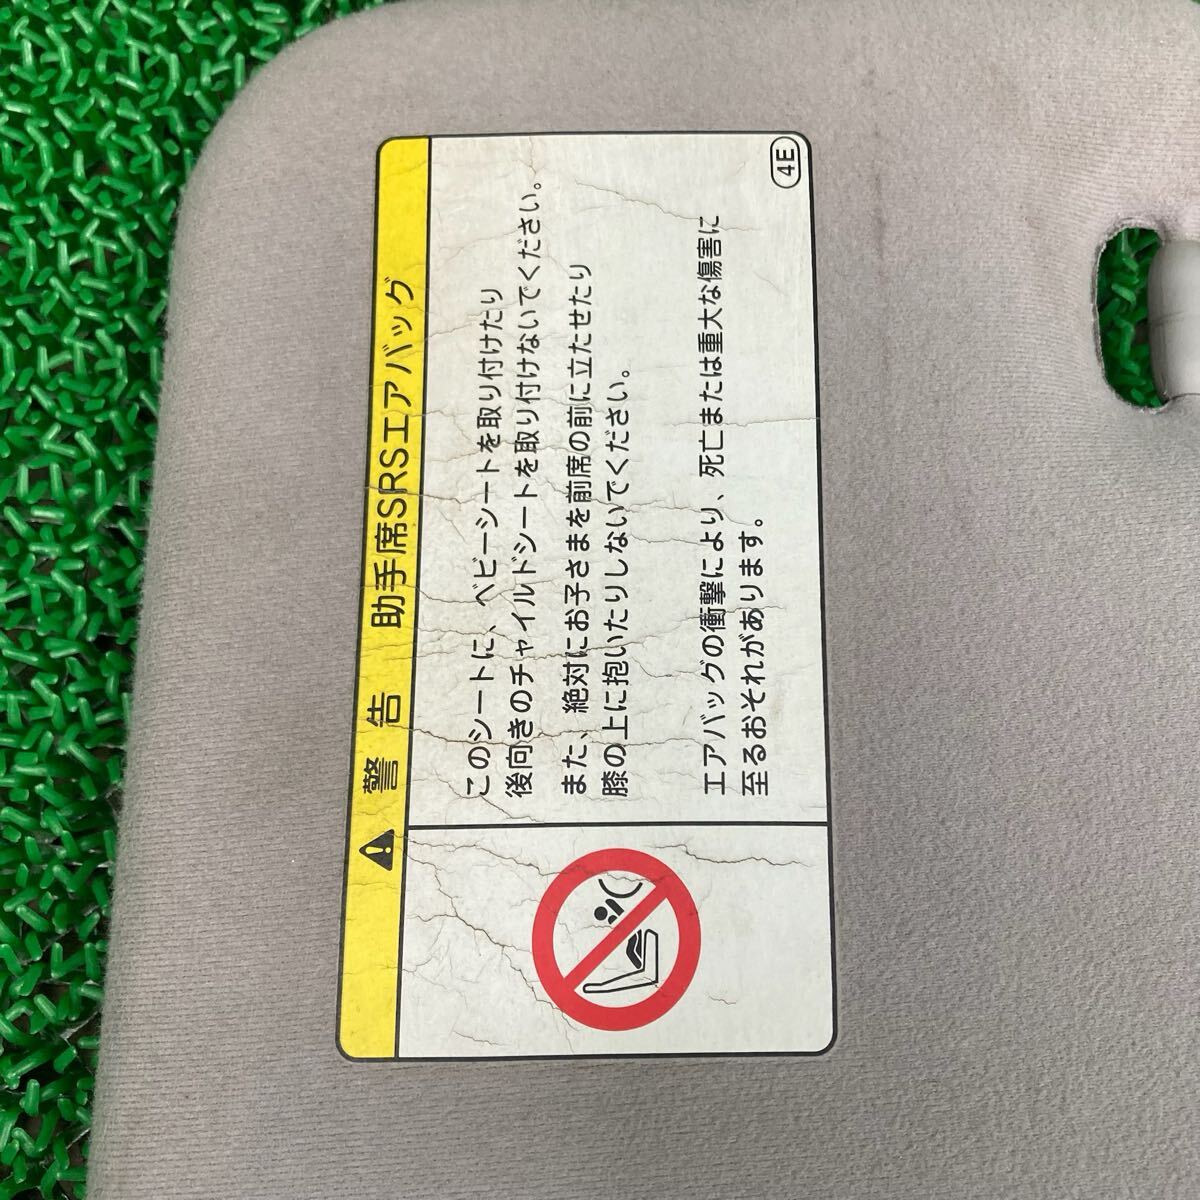 警告 助手席SRSエアバッグ
このシートに、ベビーシートを取り付けたり
後向きのチャイルドシートを取り付けないでください。
また、絶対にお子さまを前席の前に立たせたり
膝の上に抱いたりしないでください。
エアバッグの衝撃により、死亡または重大な傷害に
至るおそれがあります。
4E